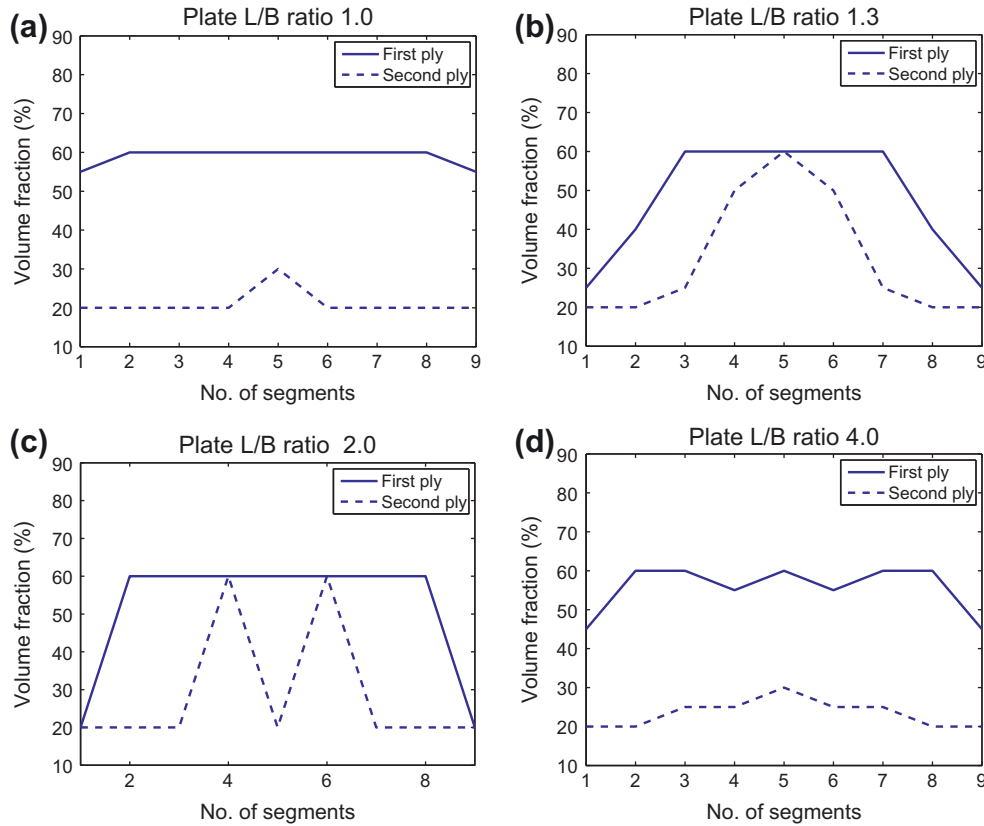 (a)
Plate L/B ratio 1.0
Volume fraction (%)
90
80
70
60
50
40
30
20
10
First ply
Second ply
1 2 3 4 5 6 7 8 9
No. of segments
(b)
Plate L/B ratio 1.3
Volume fraction (%)
90
80
70
60
50
40
30
20
10
First ply
Second ply
1 2 3 4 5 6 7 8 9
No. of segments
(c)
Plate L/B ratio 2.0
Volume fraction (%)
90
80
70
60
50
40
30
20
10
First ply
Second ply
2 4 6 8
No. of segments
(d)
Plate L/B ratio 4.0
Volume fraction (%)
90
80
70
60
50
40
30
20
10
First ply
Second ply
1 2 3 4 5 6 7 8 9
No. of segments